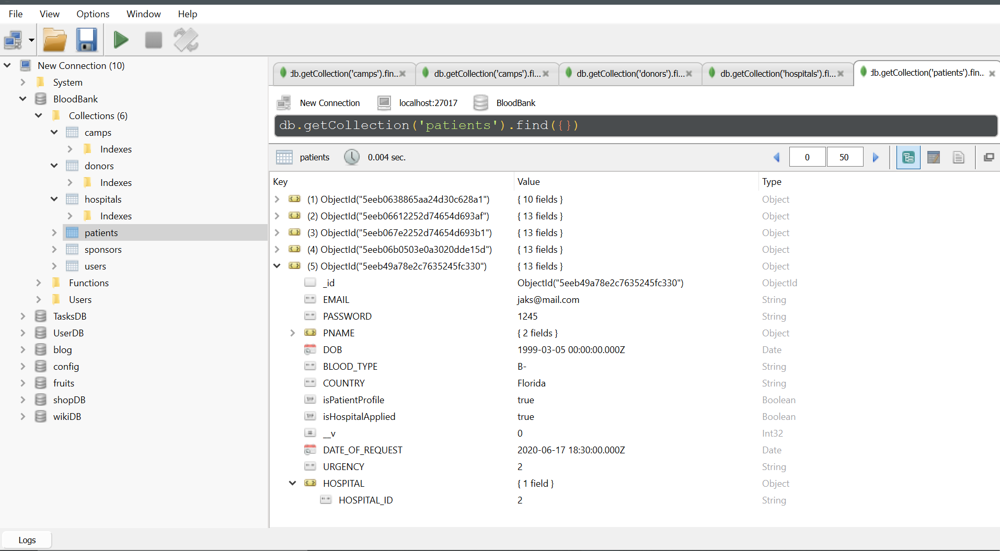 File View Options Window Help
New Connection (10)
System
BloodBank
Collections (6)
camps
Indexes
donors
Indexes
hospitals
Indexes
patients
sponsors
users
Functions
Users
TasksDB
UserDB
blog
config
fruits
shopDB
wikiDB
db.getCollection('camps').fin... db.getCollection('camps').fi... db.getCollection('donors').fi... db.getCollection('hospitals').fi... db.getCollection('patients').fin...
New Connection localhost:27017 BloodBank
db.getCollection('patients').find({})
patients 0.004 sec. 0 50
Key Value Type
(1) ObjectId("5eeb0638865aa24d30c628a1") { 10 fields } Object
(2) ObjectId("5eeb06612252d74654d693af") { 13 fields } Object
(3) ObjectId("5eeb067e2252d74654d693b1") { 13 fields } Object
(4) ObjectId("5eeb06b0503e0a3020dde15d") { 13 fields } Object
(5) ObjectId("5eeb49a78e2c7635245fc330") { 13 fields } Object
_id ObjectId("5eeb49a78e2c7635245fc330") ObjectId
EMAIL jaks@mail.com String
PASSWORD 1245 String
PNAME { 2 fields } Object
DOB 1999-03-05 00:00:00.000Z Date
BLOOD_TYPE B- String
COUNTRY Florida String
isPatientProfile true Boolean
isHospitalApplied true Boolean
__v 0 Int32
DATE_OF_REQUEST 2020-06-17 18:30:00.000Z Date
URGENCY 2 String
HOSPITAL { 1 field } Object
HOSPITAL_ID 2 String
Logs